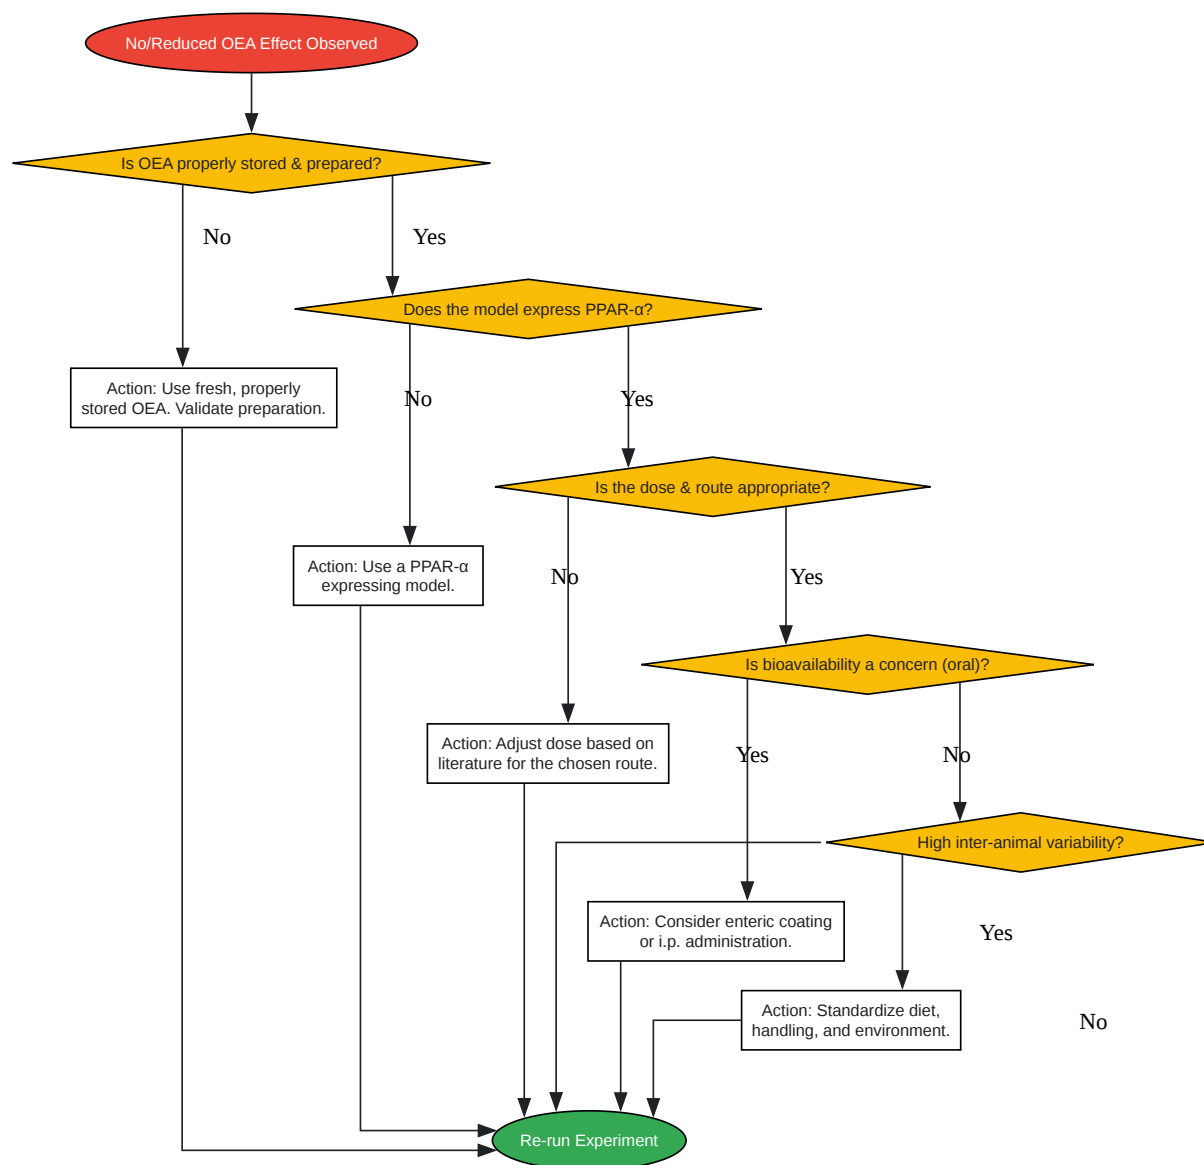 No/Reduced OEA Effect Observed
Is OEA properly stored & prepared?
No
Yes
Does the model express PPAR-α?
Action: Use fresh, properly
stored OEA. Validate preparation.
No
Yes
Is the dose & route appropriate?
Action: Use a PPAR-α
expressing model.
No
Yes
Is bioavailability a concern (oral)?
Action: Adjust dose based on
literature for the chosen route.
Yes
No
High inter-animal variability?
Action: Consider enteric coating
or i.p. administration.
Yes
Action: Standardize diet,
handling, and environment.
No
Re-run Experiment